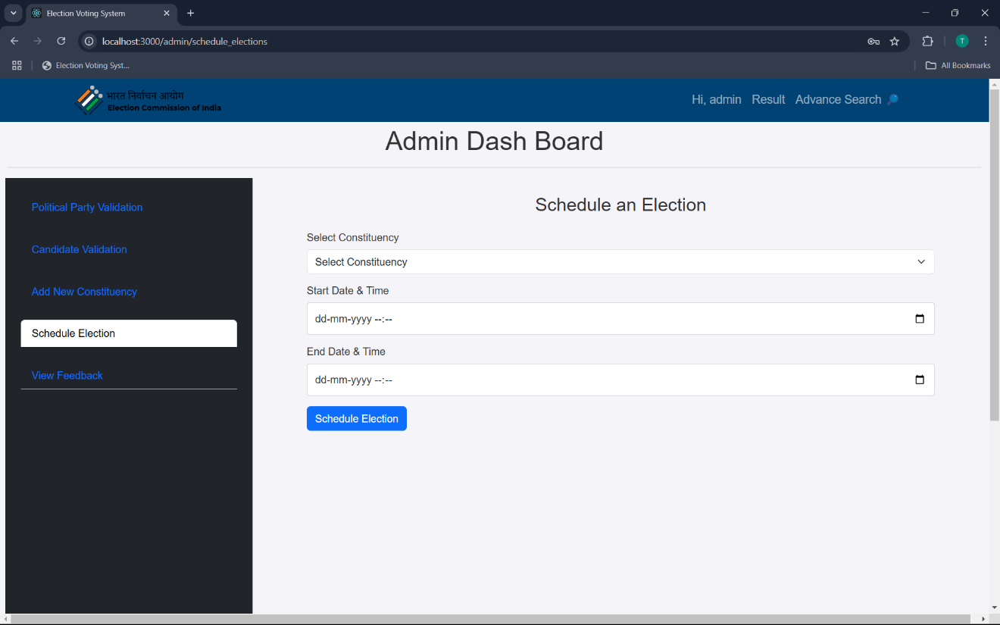 Election Voting System
localhost:3000/admin/schedule_elections
T
Election Voting Syst...
All Bookmarks
भारत निर्वाचन आयोग
Election Commission of India
Hi, admin Result Advance Search
Admin Dash Board
Political Party Validation
Candidate Validation
Add New Constituency
Schedule Election
View Feedback
Schedule an Election
Select Constituency
Select Constituency
Start Date & Time
dd-mm-yyyy --:--
End Date & Time
dd-mm-yyyy --:--
Schedule Election